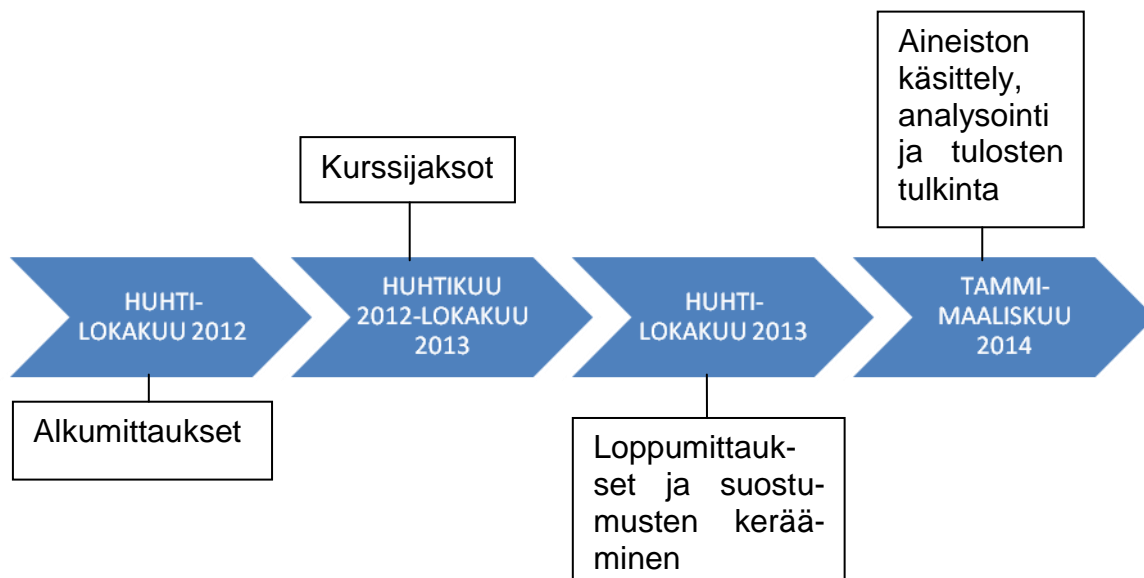 Aineiston
käsittely,
analysointi
ja tulosten
tulkinta
Kurssijaksot
HUHTI-
LOKAKUU 2012
HUHTIKUU
2012-LOKAKUU
2013
HUHTI-
LOKAKUU 2013
TAMMI-
MAALISKUU
2014
Alkumittaukset
Loppumittauk-
set ja suostu-
musten kerää-
minen